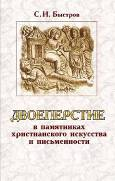 С. И. Быстров
ДВОЕПЕРСТИЕ
в памятниках
христианского искусства
и письменности